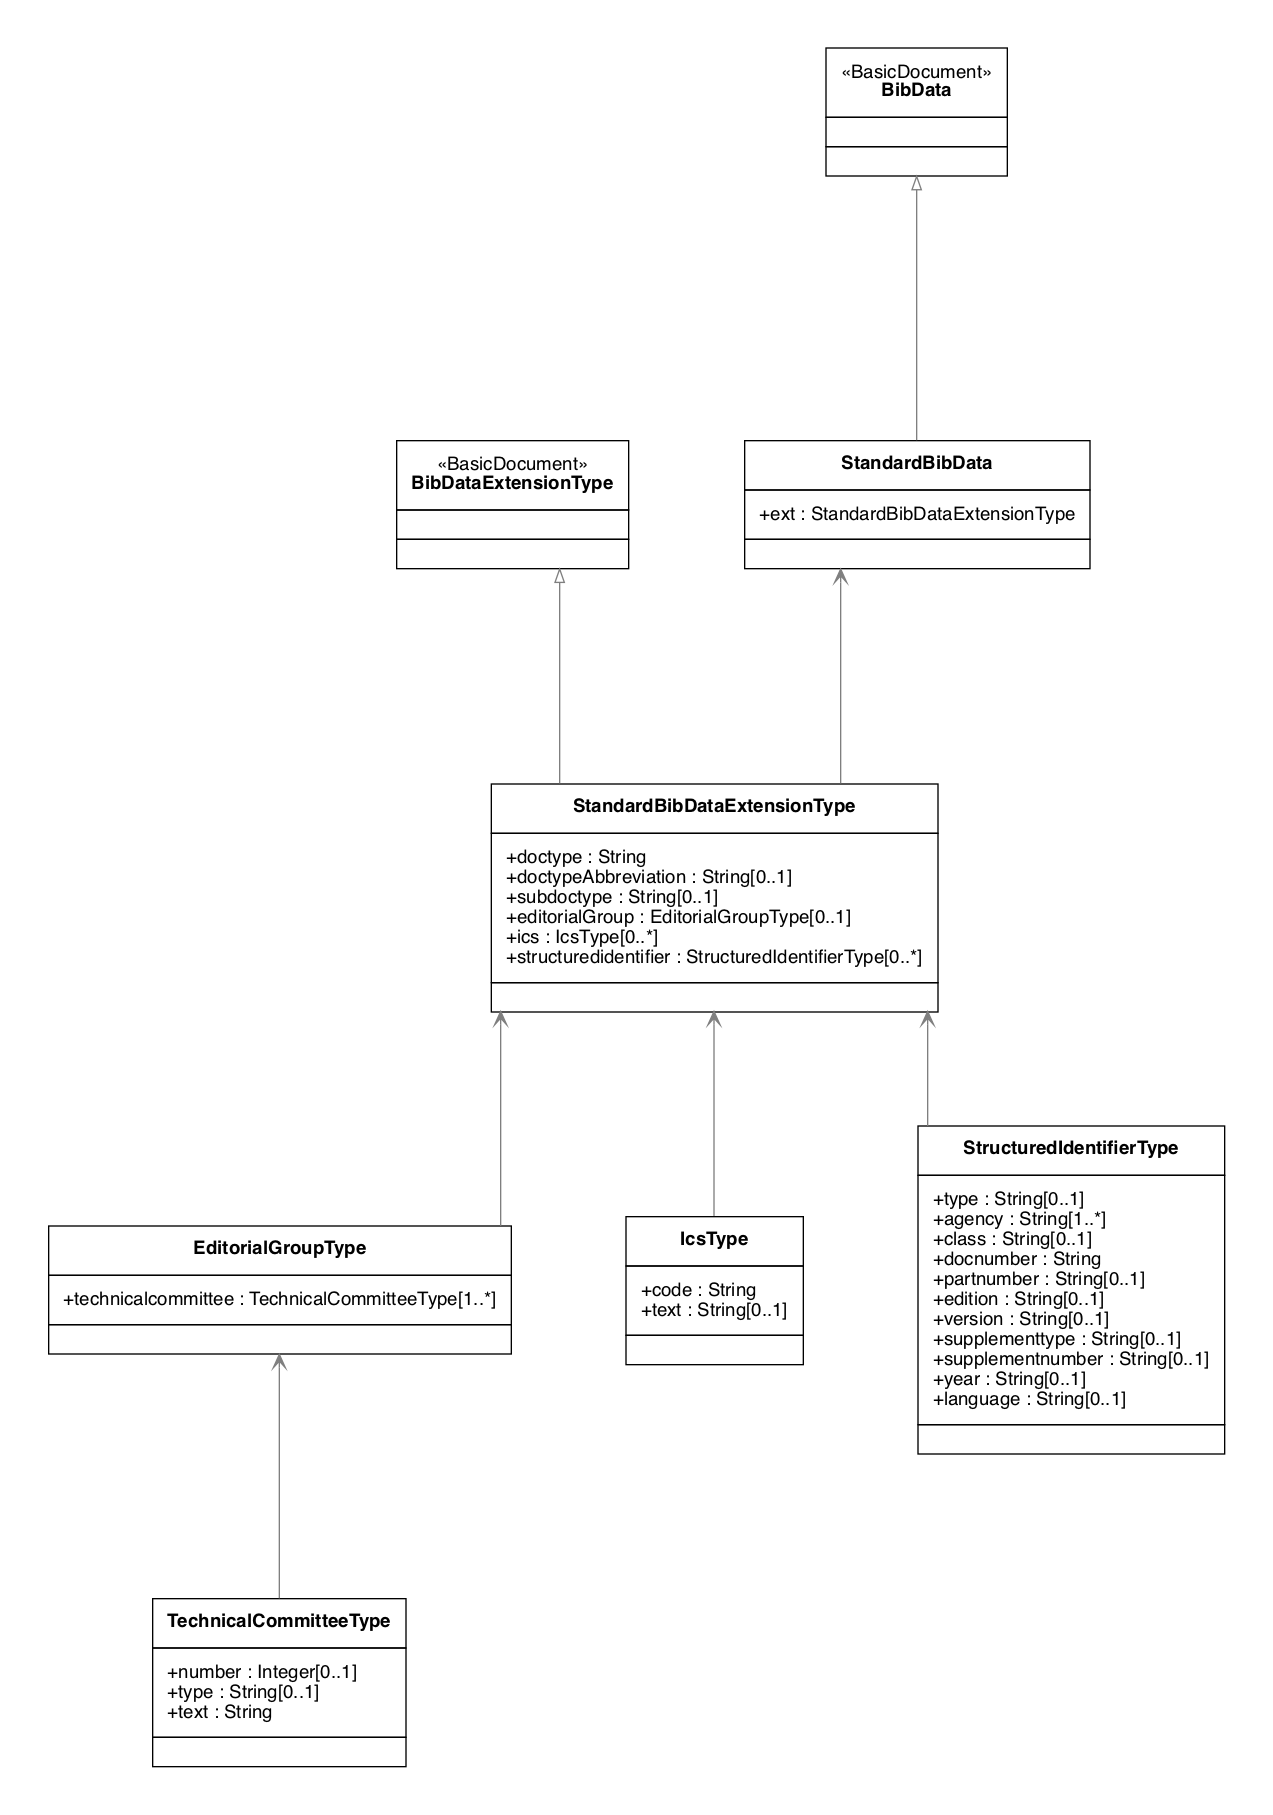 «BasicDocument»
BibData
«BasicDocument»
BibDataExtensionType
StandardBibData
+ext : StandardBibDataExtensionType
StandardBibDataExtensionType
+doctype : String
+doctypeAbbreviation : String[0..1]
+subdoctype : String[0..1]
+editorialGroup : EditorialGroupType[0..1]
+ics : IcsType[0..*]
+structuredidentifier : StructuredIdentifierType[0..*]
EditorialGroupType
+technicalcommittee : TechnicalCommitteeType[1..*]
IcsType
+code : String
+text : String[0..1]
StructuredIdentifierType
+type : String[0..1]
+agency : String[1..*]
+class : String[0..1]
+docnumber : String
+partnumber : String[0..1]
+edition : String[0..1]
+version : String[0..1]
+supplementtype : String[0..1]
+supplementnumber : String[0..1]
+year : String[0..1]
+language : String[0..1]
TechnicalCommitteeType
+number : Integer[0..1]
+type : String[0..1]
+text : String